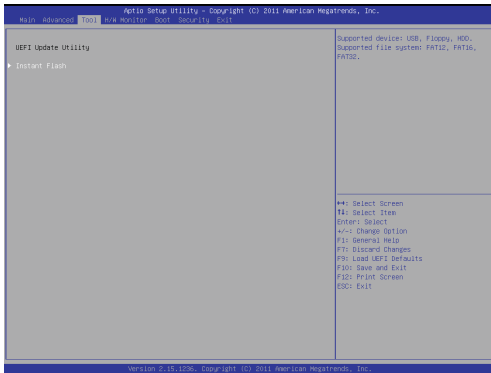 Aptio Setup Utility - Copyright (C) 2011 American Megatrends, Inc.
Main Advanced Tool H/W Monitor Boot Security Exit
UEFI Update Utility
Instant Flash
Supported device: USB, Floppy, HDD.
Supported file system: FAT12, FAT16,
FAT32.
→←: Select Screen
↑↓: Select Item
Enter: Select
+/-: Change Option
F1: General Help
F7: Discard Changes
F9: Load UEFI Defaults
F10: Save and Exit
F12: Print Screen
ESC: Exit
Version 2.15.1236. Copyright (C) 2011 American Megatrends, Inc.